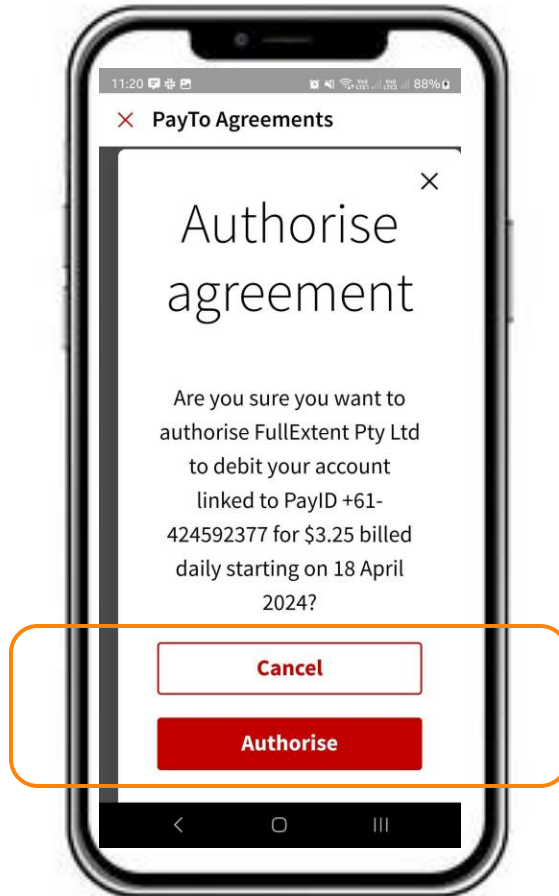 11:20 88%
PayTo Agreements
Authorise
agreement
Are you sure you want to
authorise FullExtent Pty Ltd
to debit your account
linked to PayID +61-
424592377 for $3.25 billed
daily starting on 18 April
2024?
Cancel
Authorise